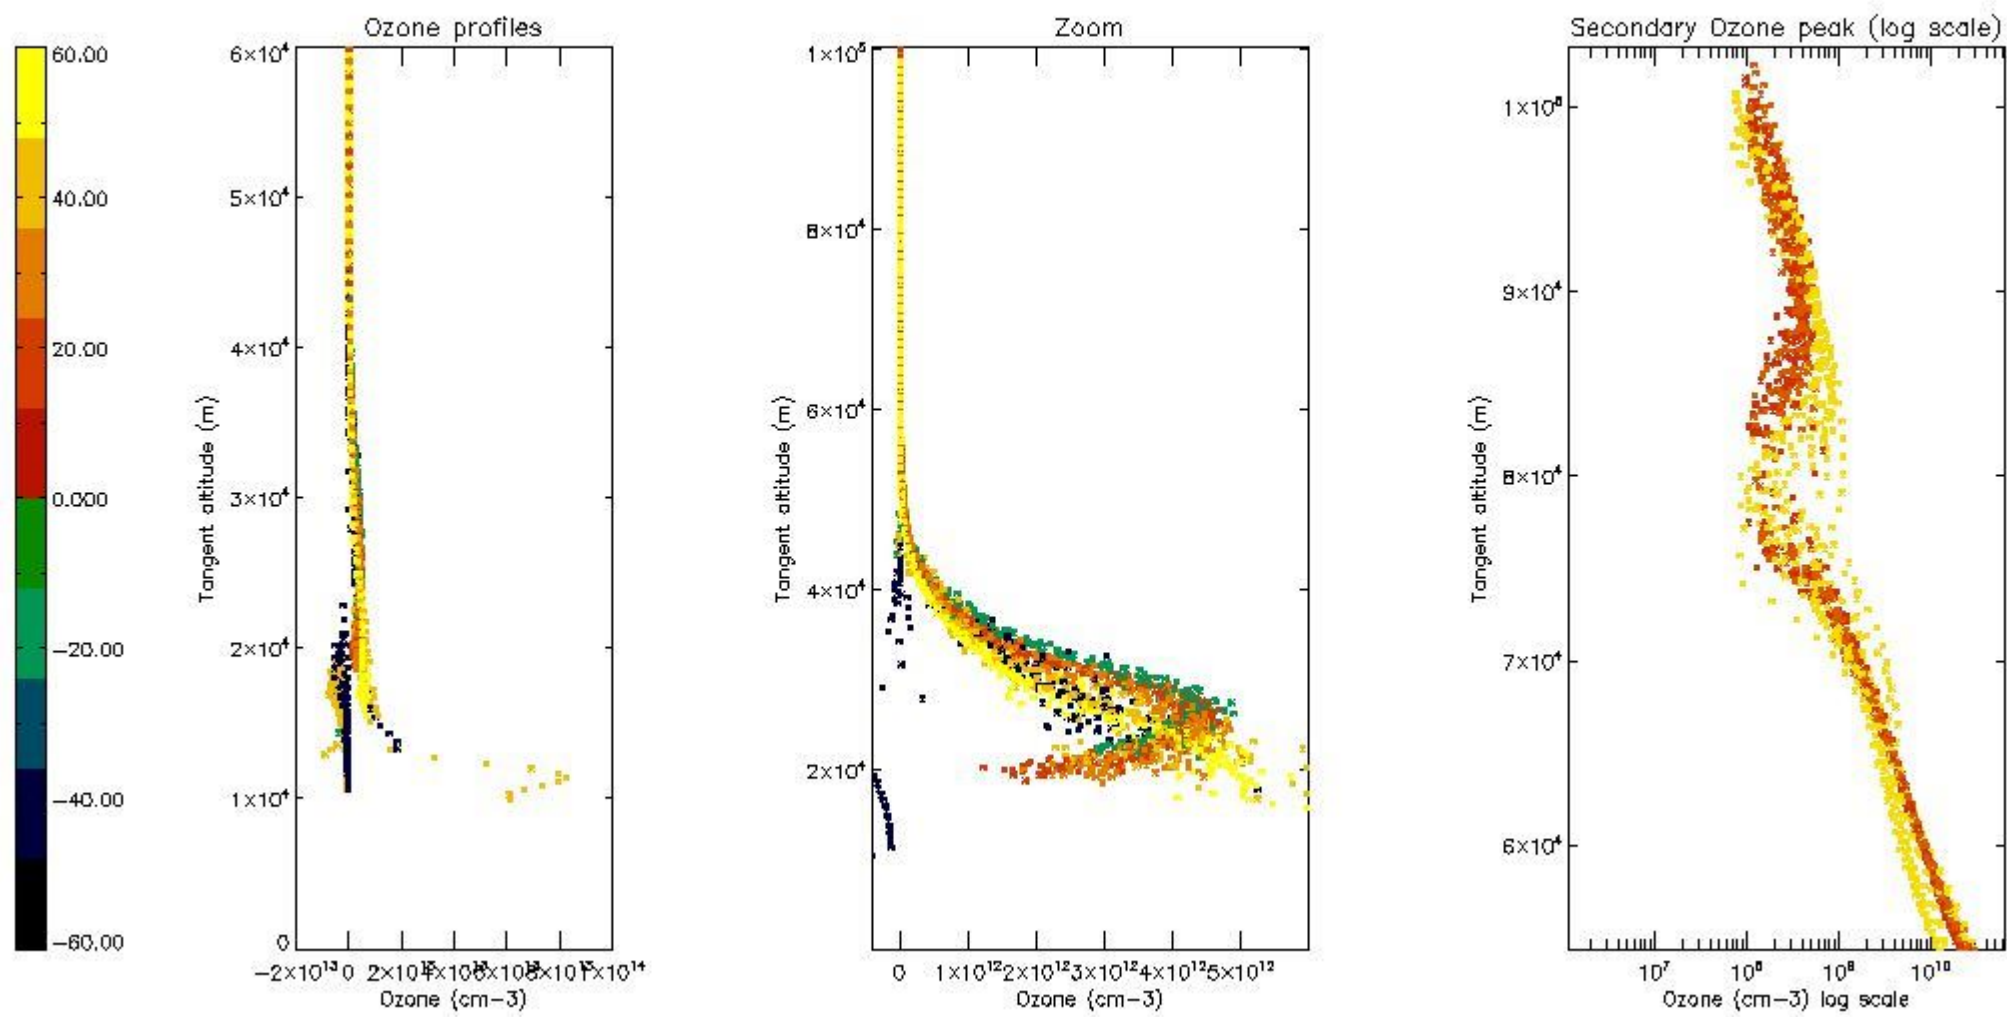 Ozone profiles
Zoom
Secondary Ozone peak (log scale)
60.00
40.00
20.00
−20.00
−40.00
−60.00
6×10⁴
5×10⁴
4×10⁴
3×10⁴
2×10⁴
1×10⁴
0
Tangent altitude (m)
−2×10¹³ 0
Ozone (cm−3)
1×10⁵
8×10⁴
6×10⁴
4×10⁴
2×10⁴
Tangent altitude (m)
0 1×10¹² 2×10¹² 3×10¹² 4×10¹² 5×10¹²
Ozone (cm−3)
9×10⁴
8×10⁴
7×10⁴
6×10⁴
Tangent altitude (m)
10⁷ 10⁸ 10⁹ 10¹⁰
Ozone (cm−3) log scale